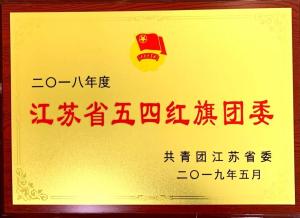 二〇一八年度
江苏省五四红旗团委
共青团江苏省委
二〇一九年五月